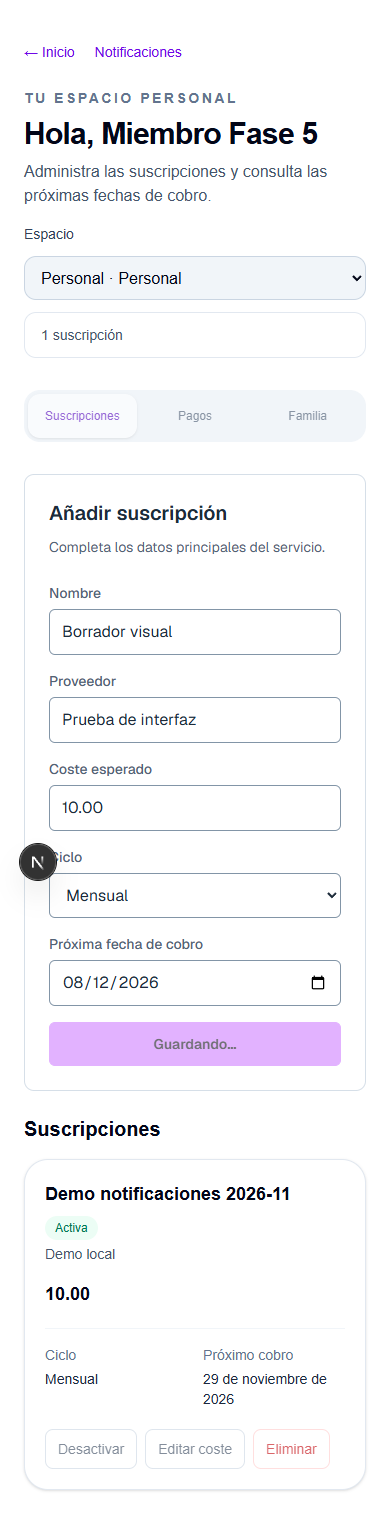 ← Inicio Notificaciones
TU ESPACIO PERSONAL
Hola, Miembro Fase 5
Administra las suscripciones y consulta las
próximas fechas de cobro.
Espacio
Personal · Personal
1 suscripción
Suscripciones Pagos Familia
Añadir suscripción
Completa los datos principales del servicio.
Nombre
Borrador visual
Proveedor
Prueba de interfaz
Coste esperado
10.00
N
Ciclo
Mensual
Próxima fecha de cobro
08/12/2026
Guardando...
Suscripciones
Demo notificaciones 2026-11
Activa
Demo local
10.00
Ciclo Próximo cobro
Mensual 29 de noviembre de
2026
Desactivar Editar coste Eliminar